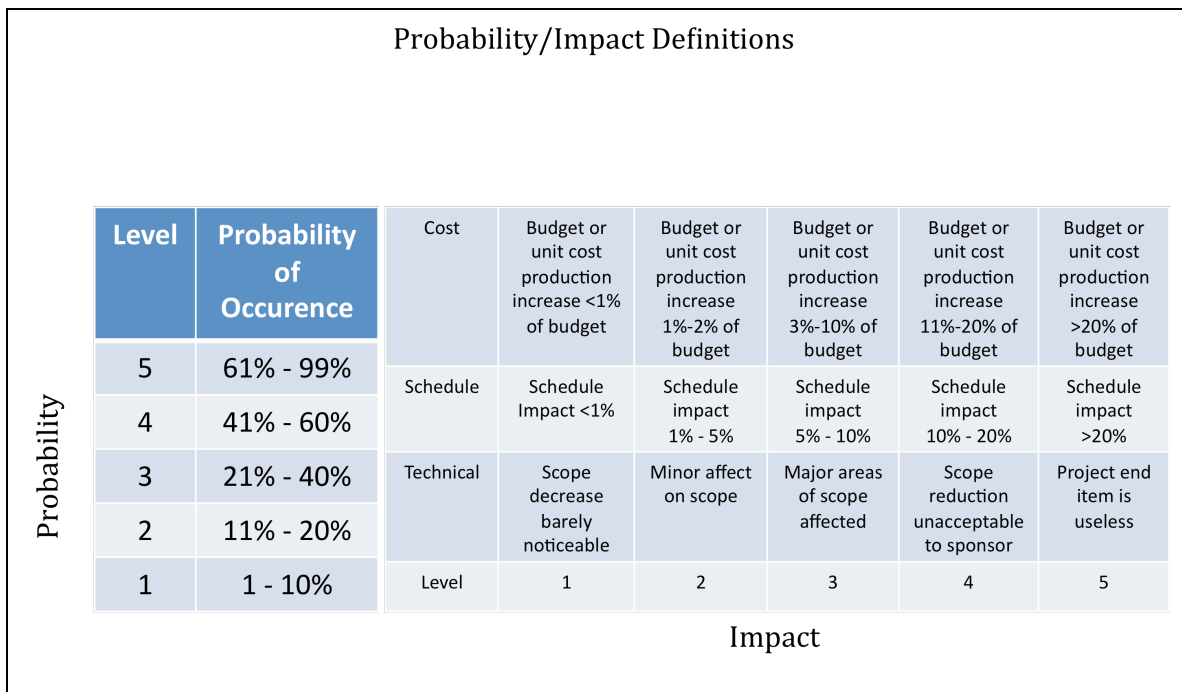 Probability/Impact Definitions
Level
Probability
of
Occurence
5
61% - 99%
4
41% - 60%
3
21% - 40%
2
11% - 20%
1
1 - 10%
Probability
Cost
Budget or
unit cost
production
increase <1%
of budget
Budget or
unit cost
production
increase
1%-2% of
budget
Budget or
unit cost
production
increase
3%-10% of
budget
Budget or
unit cost
production
increase
11%-20% of
budget
Budget or
unit cost
production
increase
>20% of
budget
Schedule
Schedule
Impact <1%
Schedule
impact
1% - 5%
Schedule
impact
5% - 10%
Schedule
impact
10% - 20%
Schedule
impact
>20%
Technical
Scope
decrease
barely
noticeable
Minor affect
on scope
Major areas
of scope
affected
Scope
reduction
unacceptable
to sponsor
Project end
item is
useless
Level
1
2
3
4
5
Impact